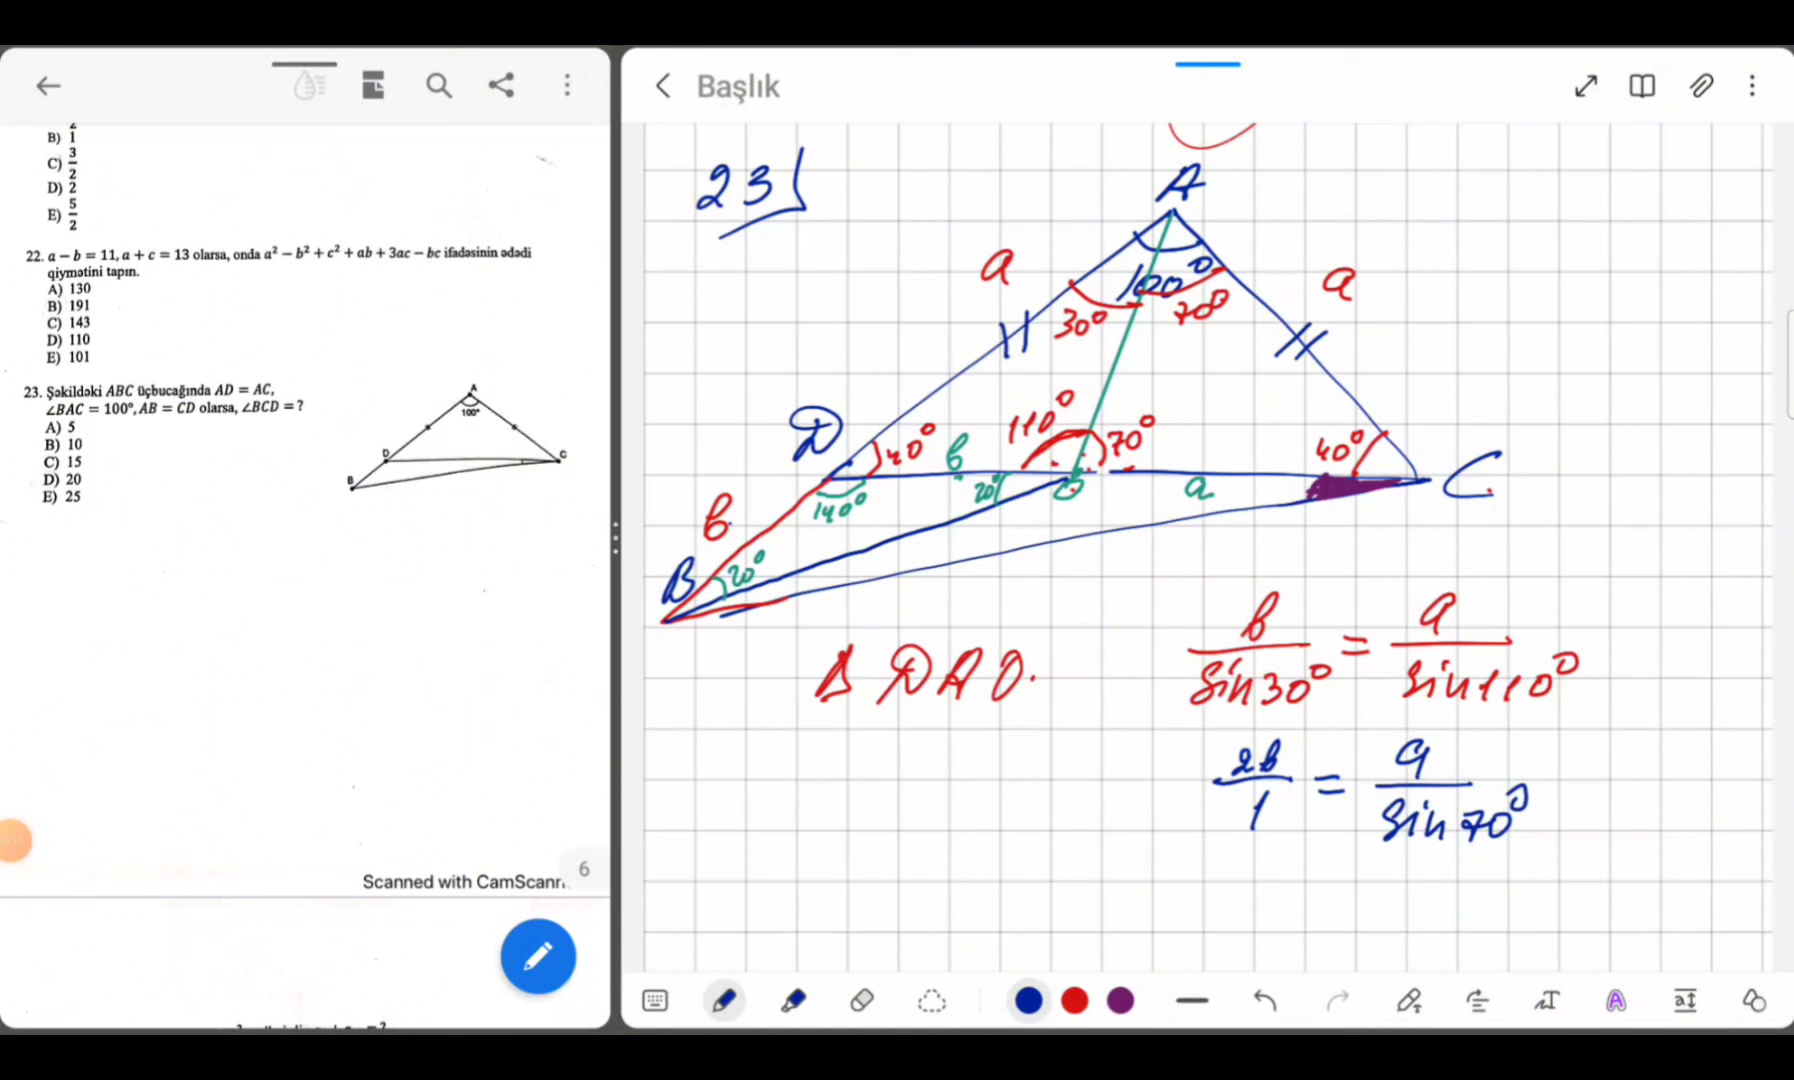 B) 1
C) 3/2
D) 2
E) 5/2
22. a − b = 11, a + c = 13 olarsa, onda a² − b² + c² + ab + 3ac − bc ifadəsinin ədədi
qiymətini tapın.
A) 130
B) 191
C) 143
D) 110
E) 101
23. Şəkildəki ABC üçbucağında AD = AC,
∠BAC = 100°, AB = CD olarsa, ∠BCD = ?
A) 5
B) 10
C) 15
D) 20
E) 25
A
100°
D
C
B
Scanned with CamScann
6
Başlık
23
A
a
100°
a
30°
70°
D
40°
b
110°
70°
40°
C
140°
20°
O
a
b
B
20°
Δ DAO.
b/sin30° = a/sin110°
2b/1 = a/sin70°